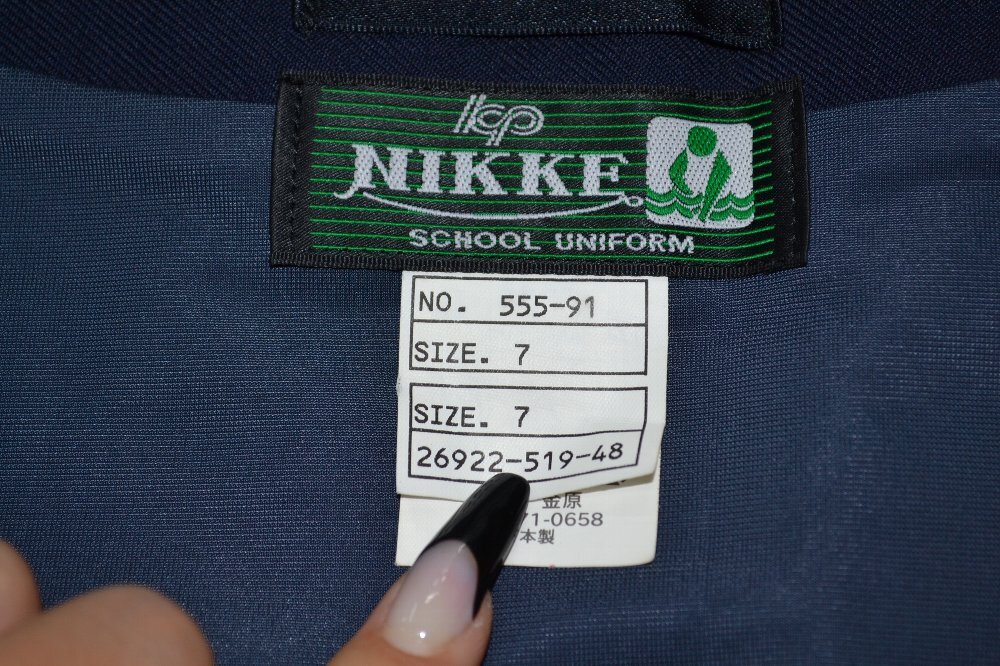 NIKKE
SCHOOL UNIFORM
NO. 555-91
SIZE. 7
SIZE. 7
26922-519-48
金原
71-0658
本製